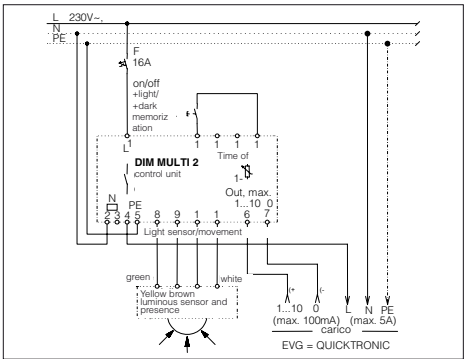 L 230V~,
N
PE
F
16A
on/off
+light/
+dark
memoriz
ation
1 1 1 1 1
L
DIM MULTI 2
control unit
Time of
1-
Out, max.
1...10 0
N PE
2 3 4 5 8 9 1 1 6 7
Light sensor/movement
green white
Yellow brown
luminous sensor and
presence
(+ (-
1...10 0 L N PE
(max. 100mA) (max. 5A)
carico
EVG = QUICKTRONIC